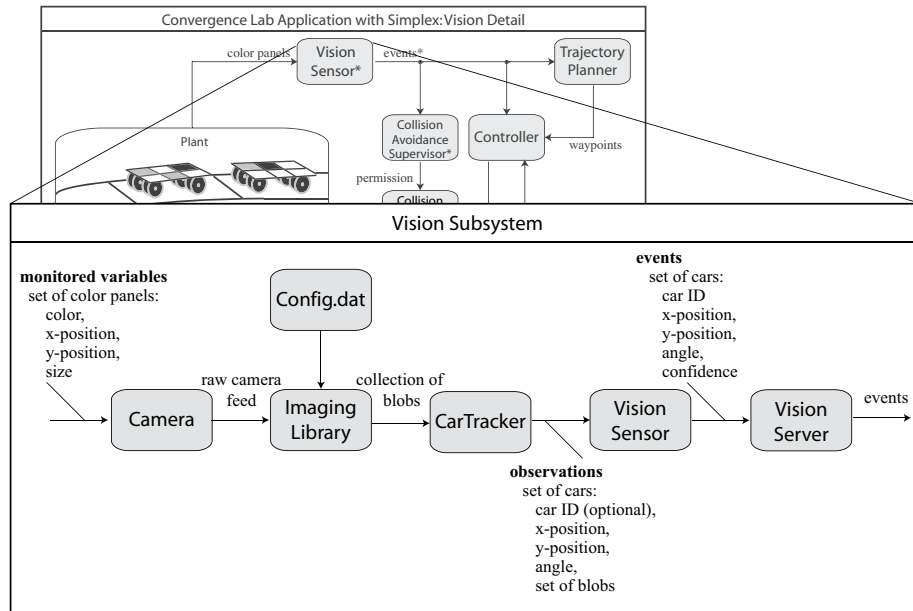 Convergence Lab Application with Simplex: Vision Detail
color panels
Vision
Sensor*
events*
Trajectory
Planner
Plant
Collision
Avoidance
Supervisor*
Controller
waypoints
permission
Collision
Vision Subsystem
monitored variables
set of color panels:
color,
x-position,
y-position,
size
Config.dat
events
set of cars:
car ID
x-position,
y-position,
angle,
confidence
Camera
raw camera
feed
Imaging
Library
collection of
blobs
CarTracker
Vision
Sensor
Vision
Server
events
observations
set of cars:
car ID (optional),
x-position,
y-position,
angle,
set of blobs